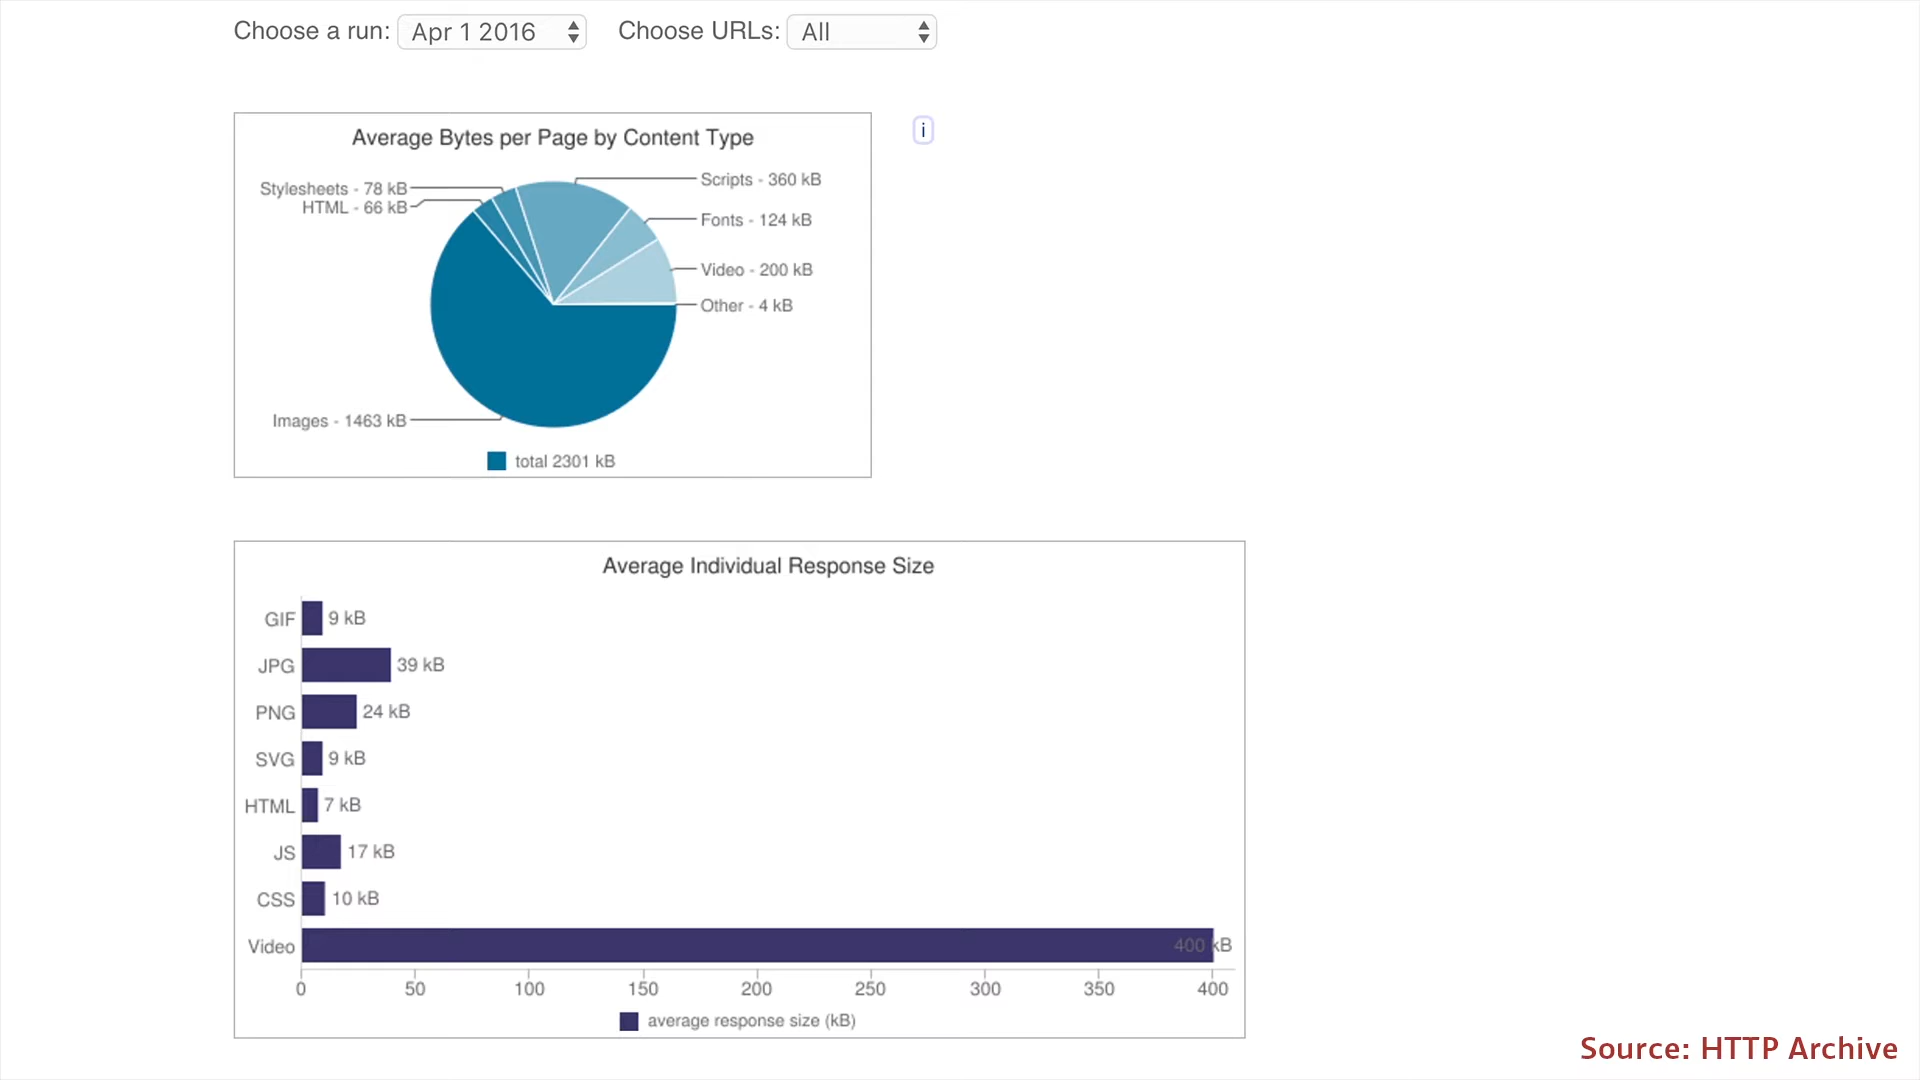 Choose a run: Apr 1 2016 Choose URLs: All
i
Average Bytes per Page by Content Type
Stylesheets - 78 kB
HTML - 66 kB
Scripts - 360 kB
Fonts - 124 kB
Video - 200 kB
Other - 4 kB
Images - 1463 kB
total 2301 kB
Average Individual Response Size
GIF 9 kB
JPG 39 kB
PNG 24 kB
SVG 9 kB
HTML 7 kB
JS 17 kB
CSS 10 kB
Video 400 kB
0 50 100 150 200 250 300 350 400
average response size (kB)
Source: HTTP Archive